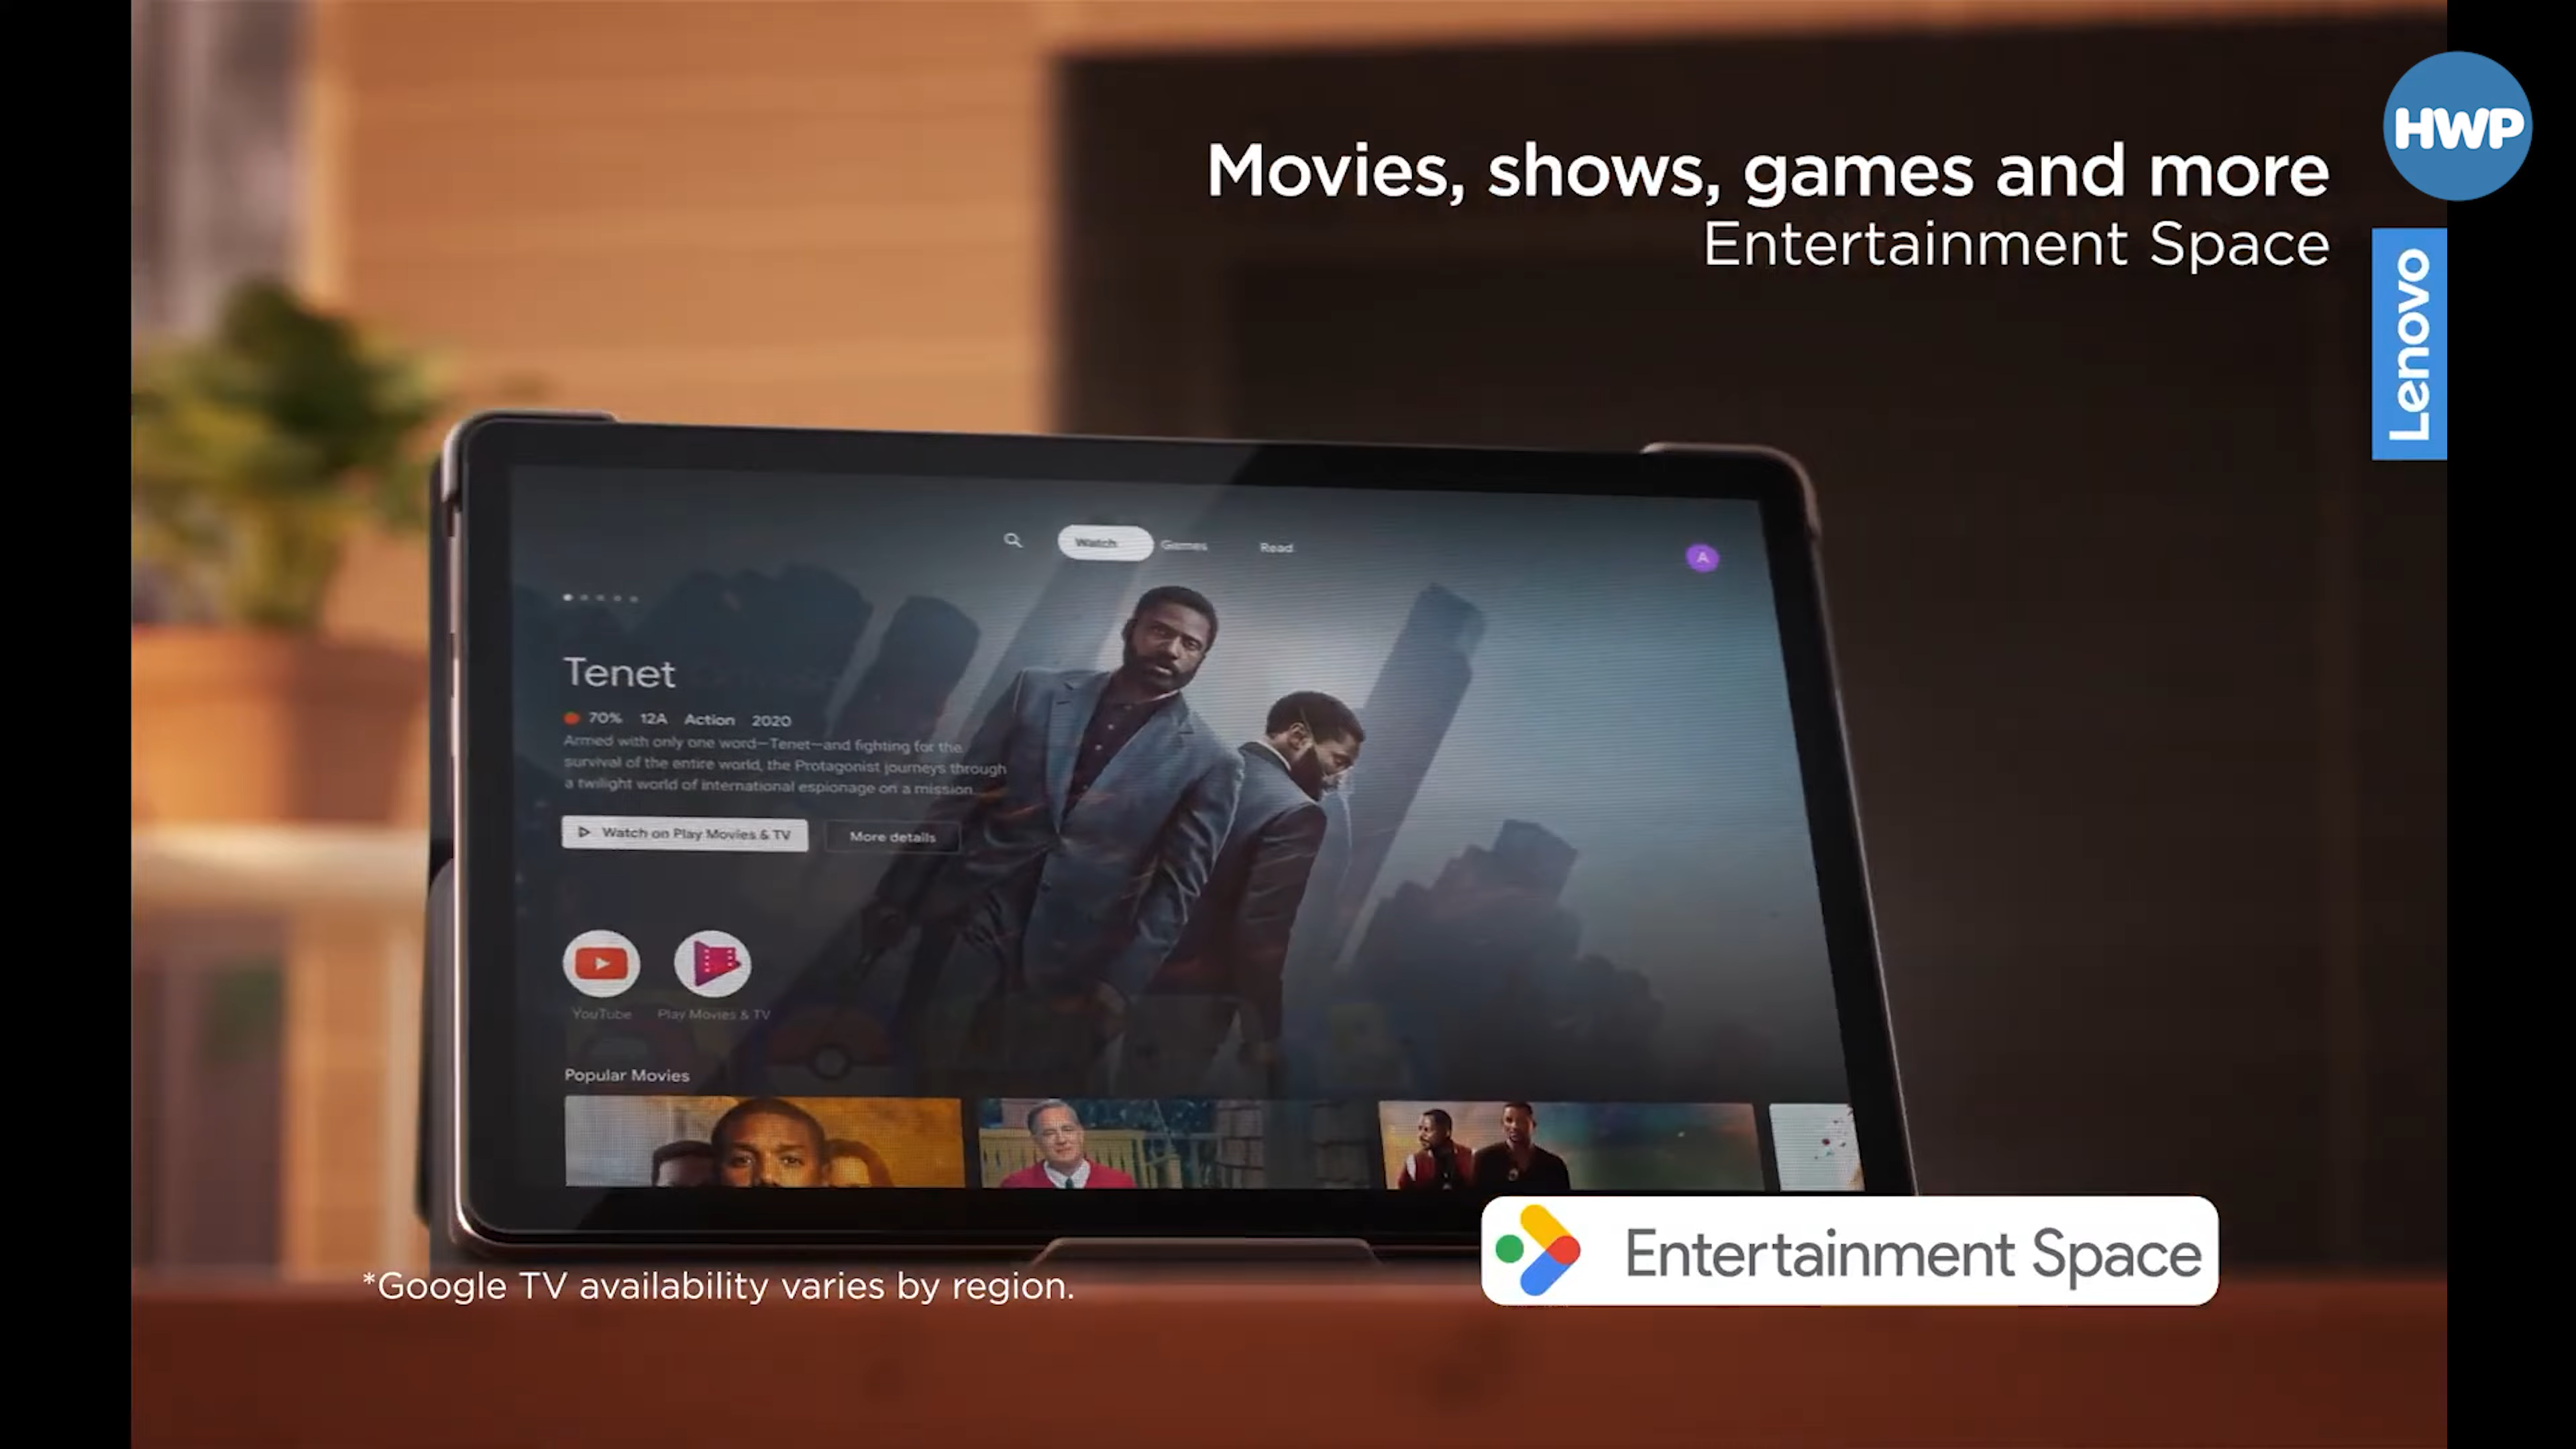 HWP
Movies, shows, games and more
Entertainment Space
Lenovo
Watch Games Read
A
Tenet
70% 12A Action 2020
Armed with only one word—Tenet—and fighting for the
survival of the entire world, the Protagonist journeys through
a twilight world of international espionage on a mission
Watch on Play Movies & TV More details
YouTube Play Movies & TV
Popular Movies
Entertainment Space
*Google TV availability varies by region.